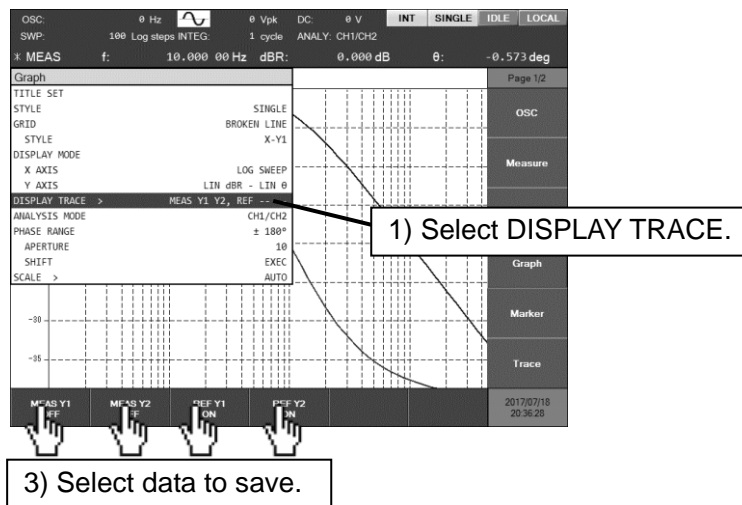 OSC: 0 Hz 0 Vpk DC: 0 V INT SINGLE IDLE LOCAL
SWP: 100 Log steps INTEG: 1 cycle ANALY: CH1/CH2
* MEAS f: 10.000 00 Hz dBR: 0.000 dB θ: -0.573 deg
Graph
Page 1/2
TITLE SET
STYLE SINGLE
GRID BROKEN LINE
STYLE X-Y1
DISPLAY MODE
X AXIS LOG SWEEP
Y AXIS LIN dBR - LIN θ
DISPLAY TRACE > MEAS Y1 Y2, REF --
ANALYSIS MODE CH1/CH2
PHASE RANGE ± 180°
APERTURE 10
SHIFT EXEC
SCALE > AUTO
OSC
Measure
1) Select DISPLAY TRACE.
Graph
Marker
Trace
-30
-35
MEAS Y1
MEAS Y2
REF Y1
ON
REF Y2
ON
2017/07/18
20:36:28
3) Select data to save.